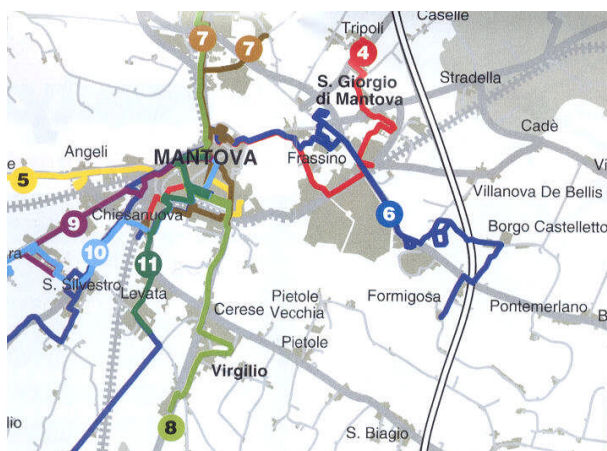 Caselle
Tripoli
7
7
4
S. Giorgio
di Mantova
Stradella
Cadè
Angeli
MANTOVA
Frassino
5
Villanova De Bellis
9
Chiesanuova
6
Borgo Castelletto
10
11
S. Silvestro
Levata
Formigosa
Cerese
Pietole
Vecchia
Pontemerlano
Pietole
Virgilio
8
S. Biagio